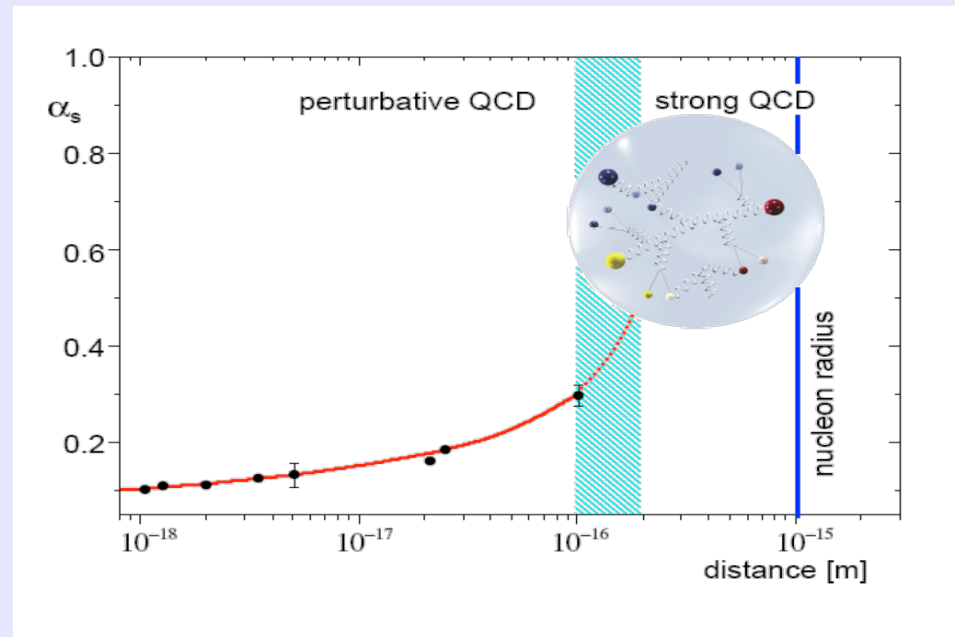 1.0
αs
perturbative QCD
strong QCD
0.8
0.6
0.4
0.2
nucleon radius
10⁻¹⁸
10⁻¹⁷
10⁻¹⁶
10⁻¹⁵
distance [m]